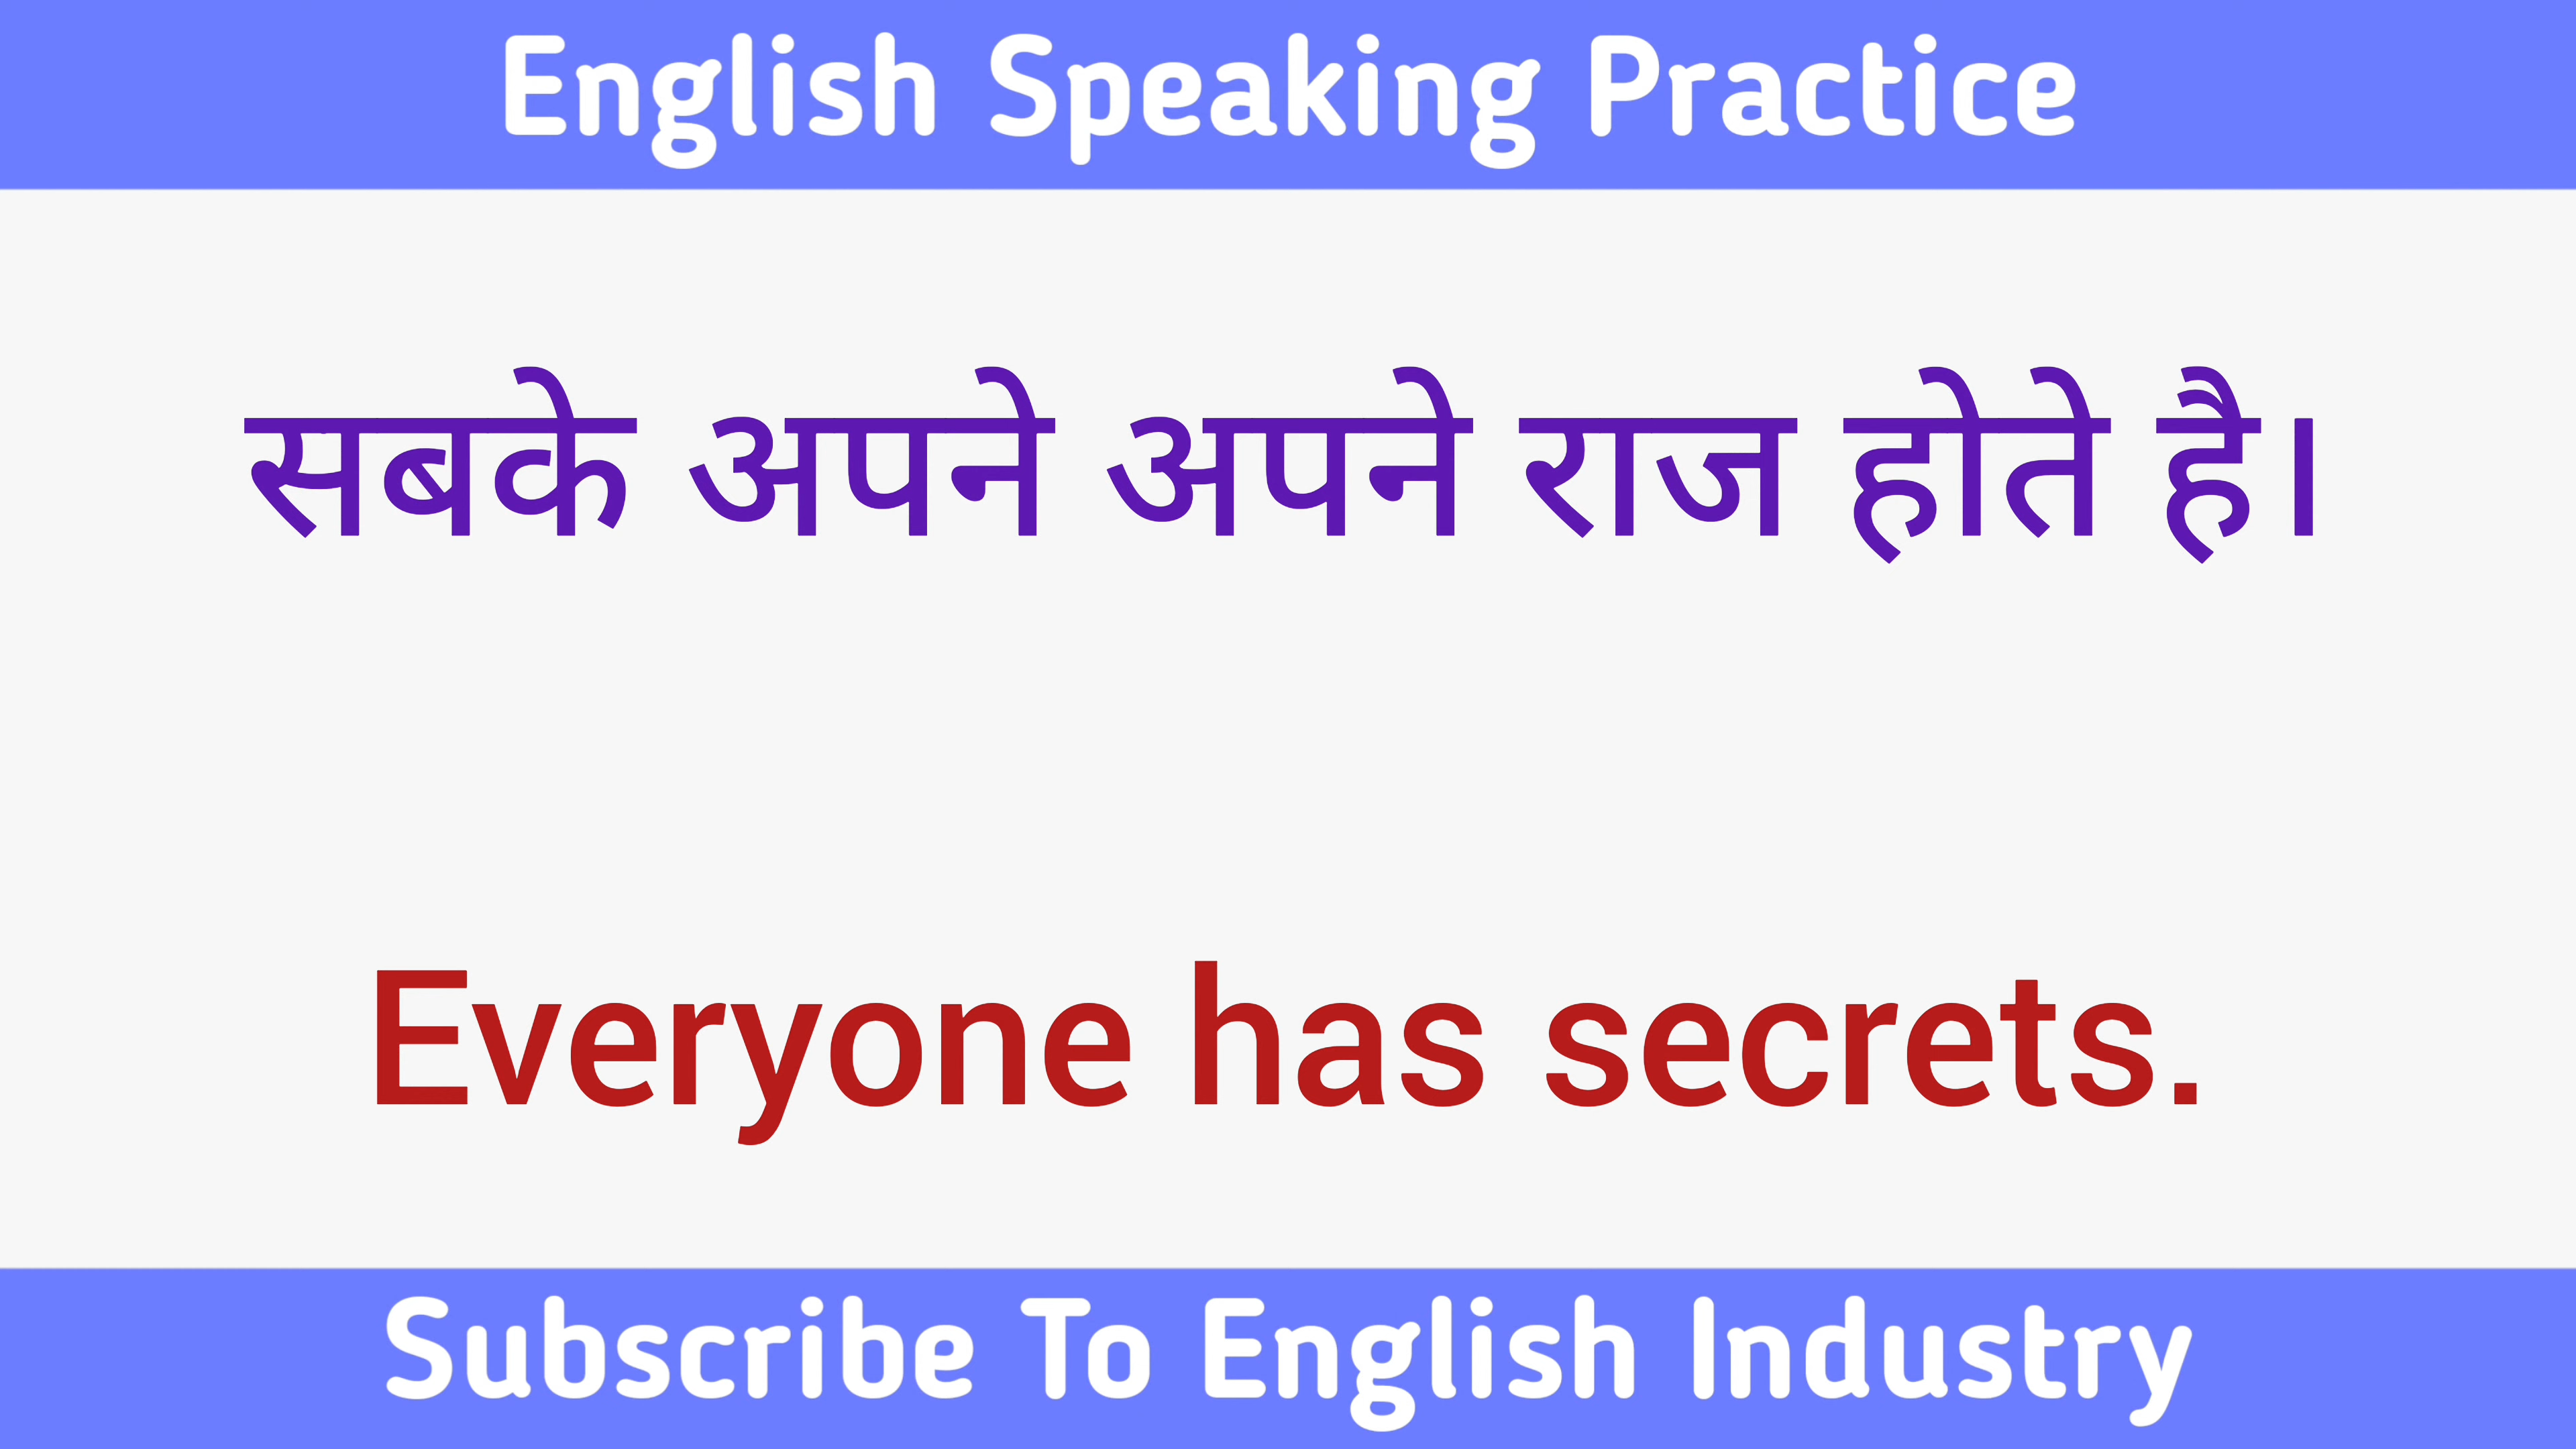 English Speaking Practice
सबके अपने अपने राज होते है।
Everyone has secrets.
Subscribe To English Industry